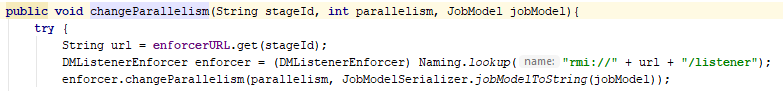 public void changeParallelism(String stageId, int parallelism, JobModel jobModel){
try {
String url = enforcerURL.get(stageId);
DMListenerEnforcer enforcer = (DMListenerEnforcer) Naming.lookup( name: "rmi://" + url + "/listener");
enforcer.changeParallelism(parallelism, JobModelSerializer.jobModelToString(jobModel));